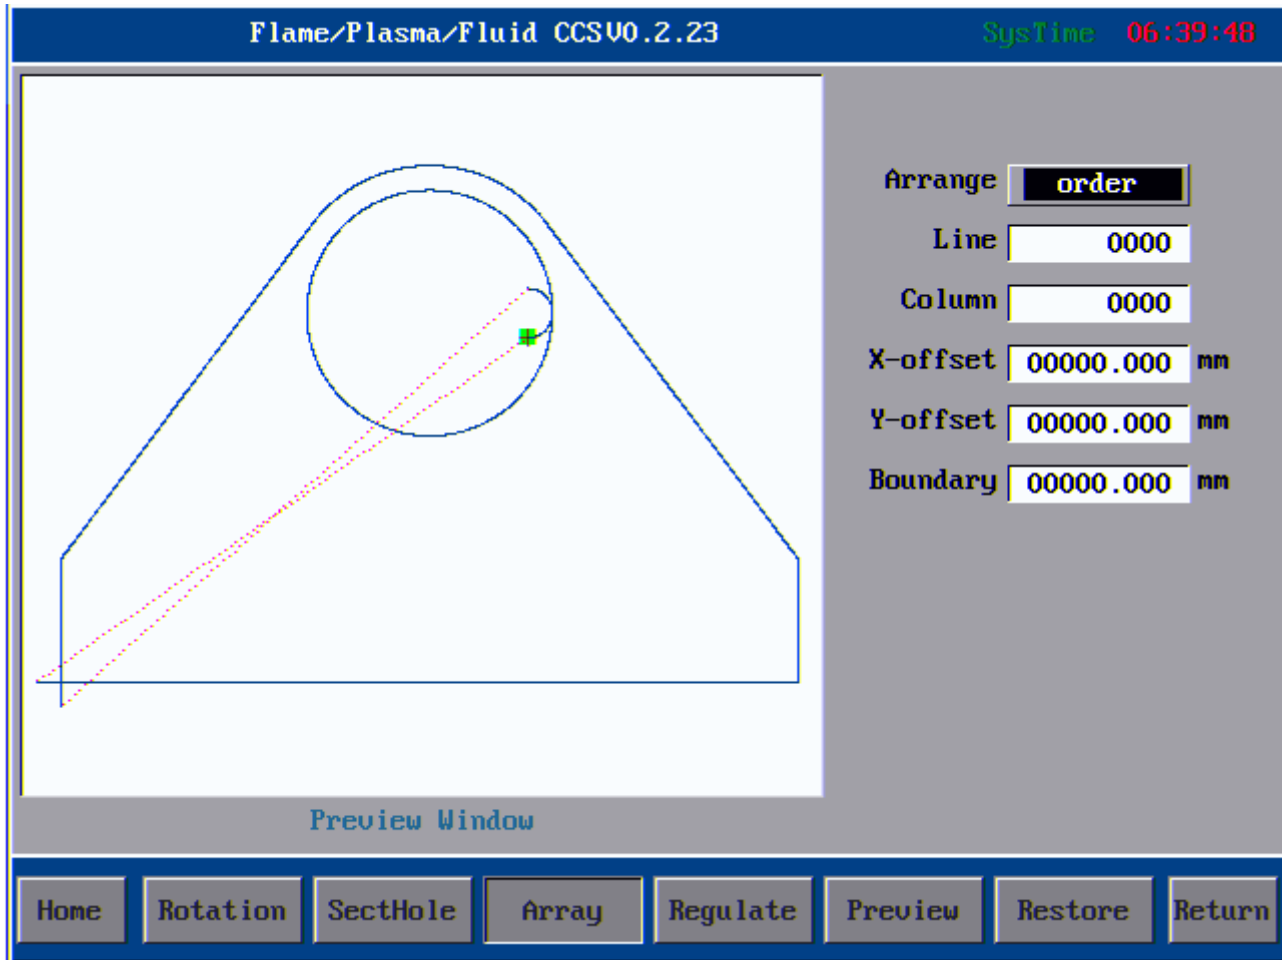 Flame/Plasma/Fluid CCSV0.2.23 SysTime 06:39:48
Arrange order
Line 0000
Column 0000
X-offset 00000.000 mm
Y-offset 00000.000 mm
Boundary 00000.000 mm
Preview Window
Home Rotation SectHole Array Regulate Preview Restore Return